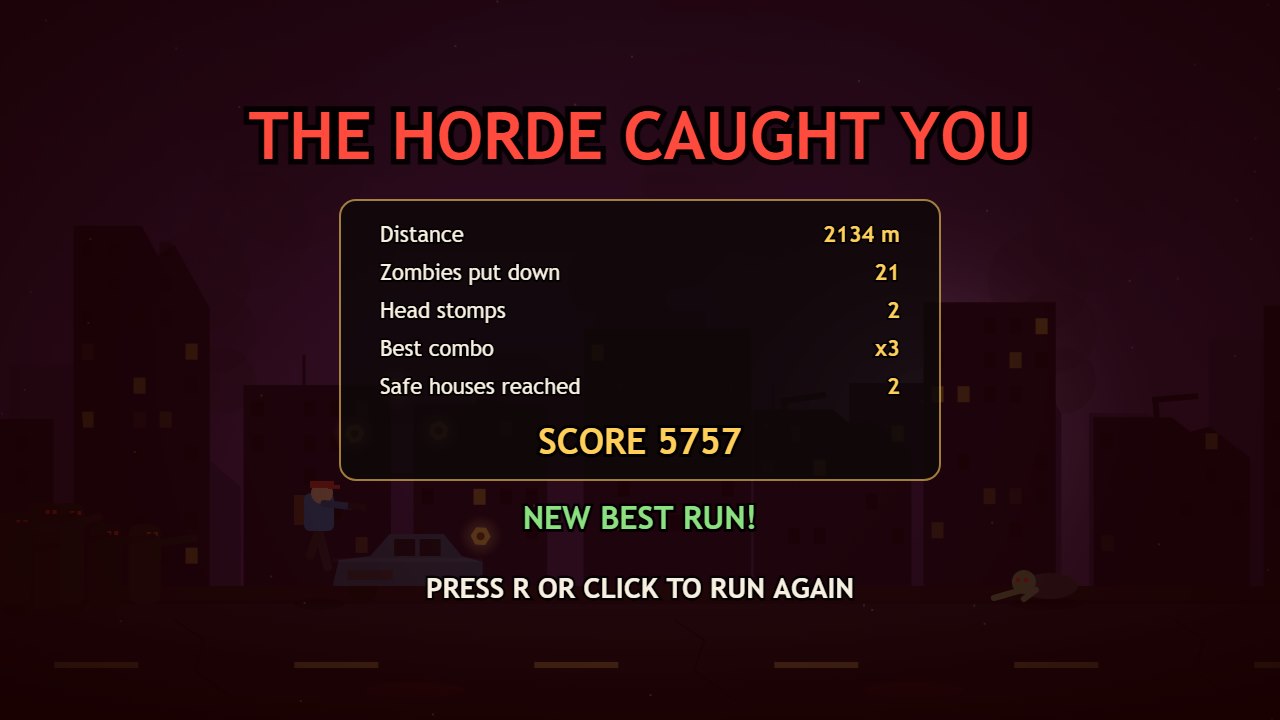 THE HORDE CAUGHT YOU
Distance 2134 m
Zombies put down 21
Head stomps 2
Best combo x3
Safe houses reached 2
SCORE 5757
NEW BEST RUN!
PRESS R OR CLICK TO RUN AGAIN